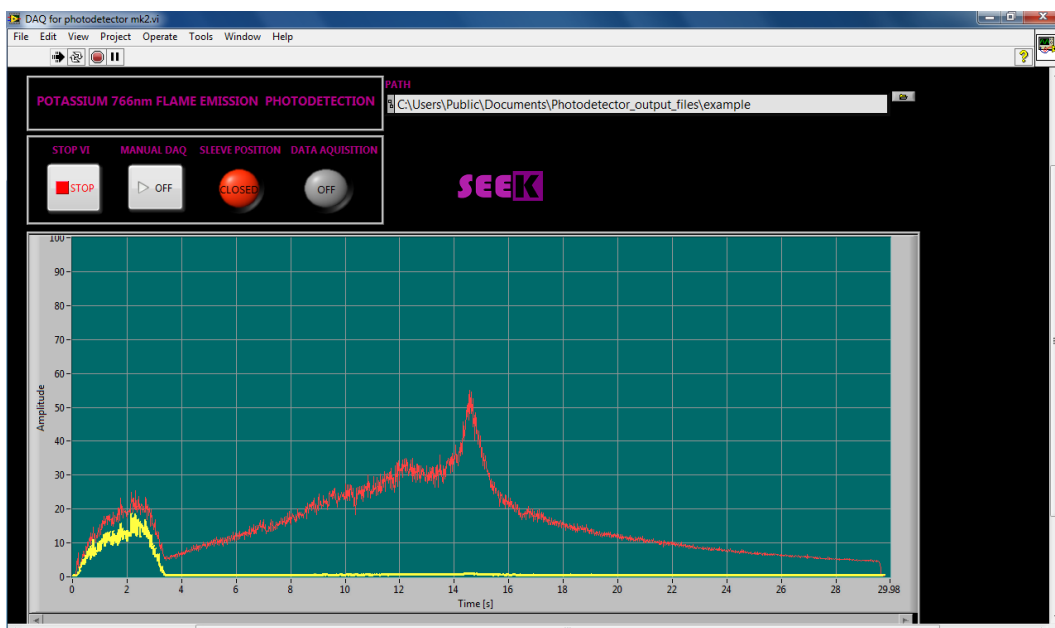 DAQ for photodetector mk2.vi
File Edit View Project Operate Tools Window Help
PATH
POTASSIUM 766nm FLAME EMISSION PHOTODETECTION
C:\Users\Public\Documents\Photodetector_output_files\example
STOP VI MANUAL DAQ SLEEVE POSITION DATA AQUISITION
STOP OFF CLOSED OFF
SEEK
100
90
80
70
60
50
40
30
20
10
0
Amplitude
0 2 4 6 8 10 12 14 16 18 20 22 24 26 28 29.98
Time [s]